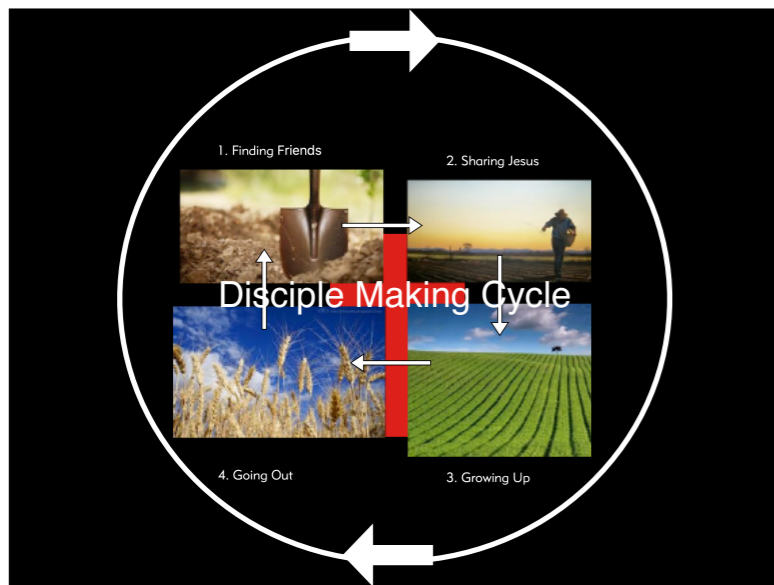 1. Finding Friends
2. Sharing Jesus
Disciple Making Cycle
4. Going Out
3. Growing Up